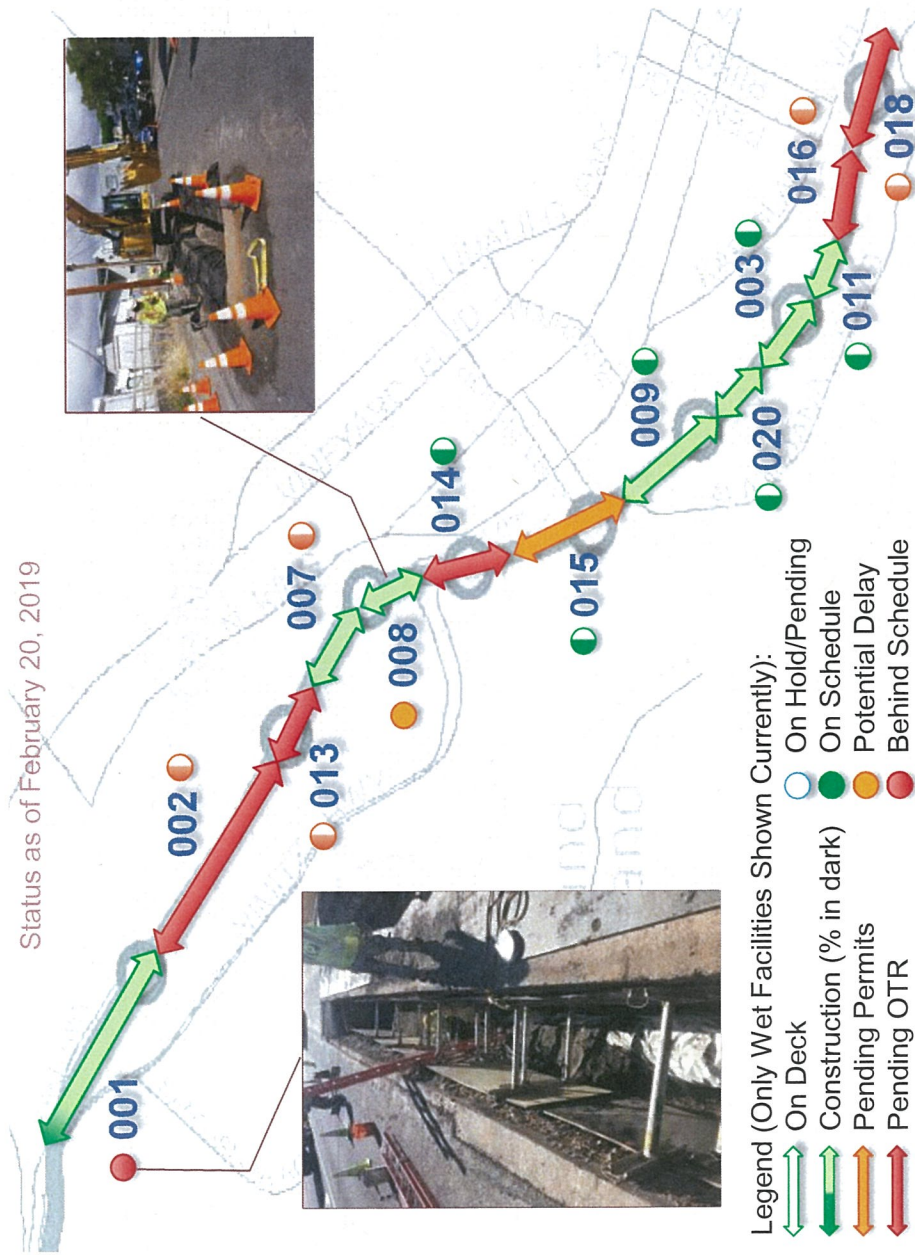 Status as of February 20, 2019
001
002
013
007
008
014
015
009
020
003
011
016
018
Legend (Only Wet Facilities Shown Currently):
On Deck
Construction (% in dark)
Pending Permits
Pending OTR
On Hold/Pending
On Schedule
Potential Delay
Behind Schedule